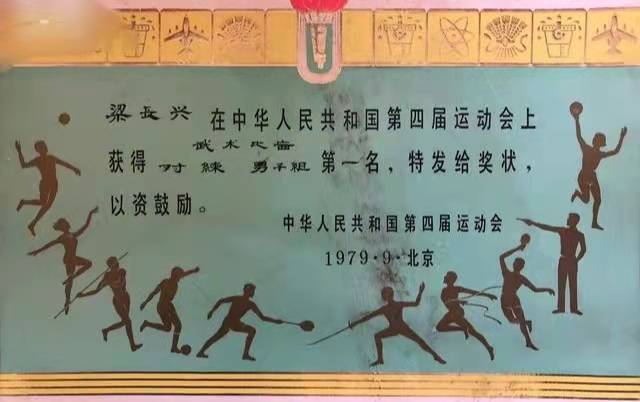 梁长兴 在中华人民共和国第四届运动会上
武术比赛
获得 对練 男子組 第一名，特发给奖状，
以资鼓励。
中华人民共和国第四届运动会
1979·9·北京